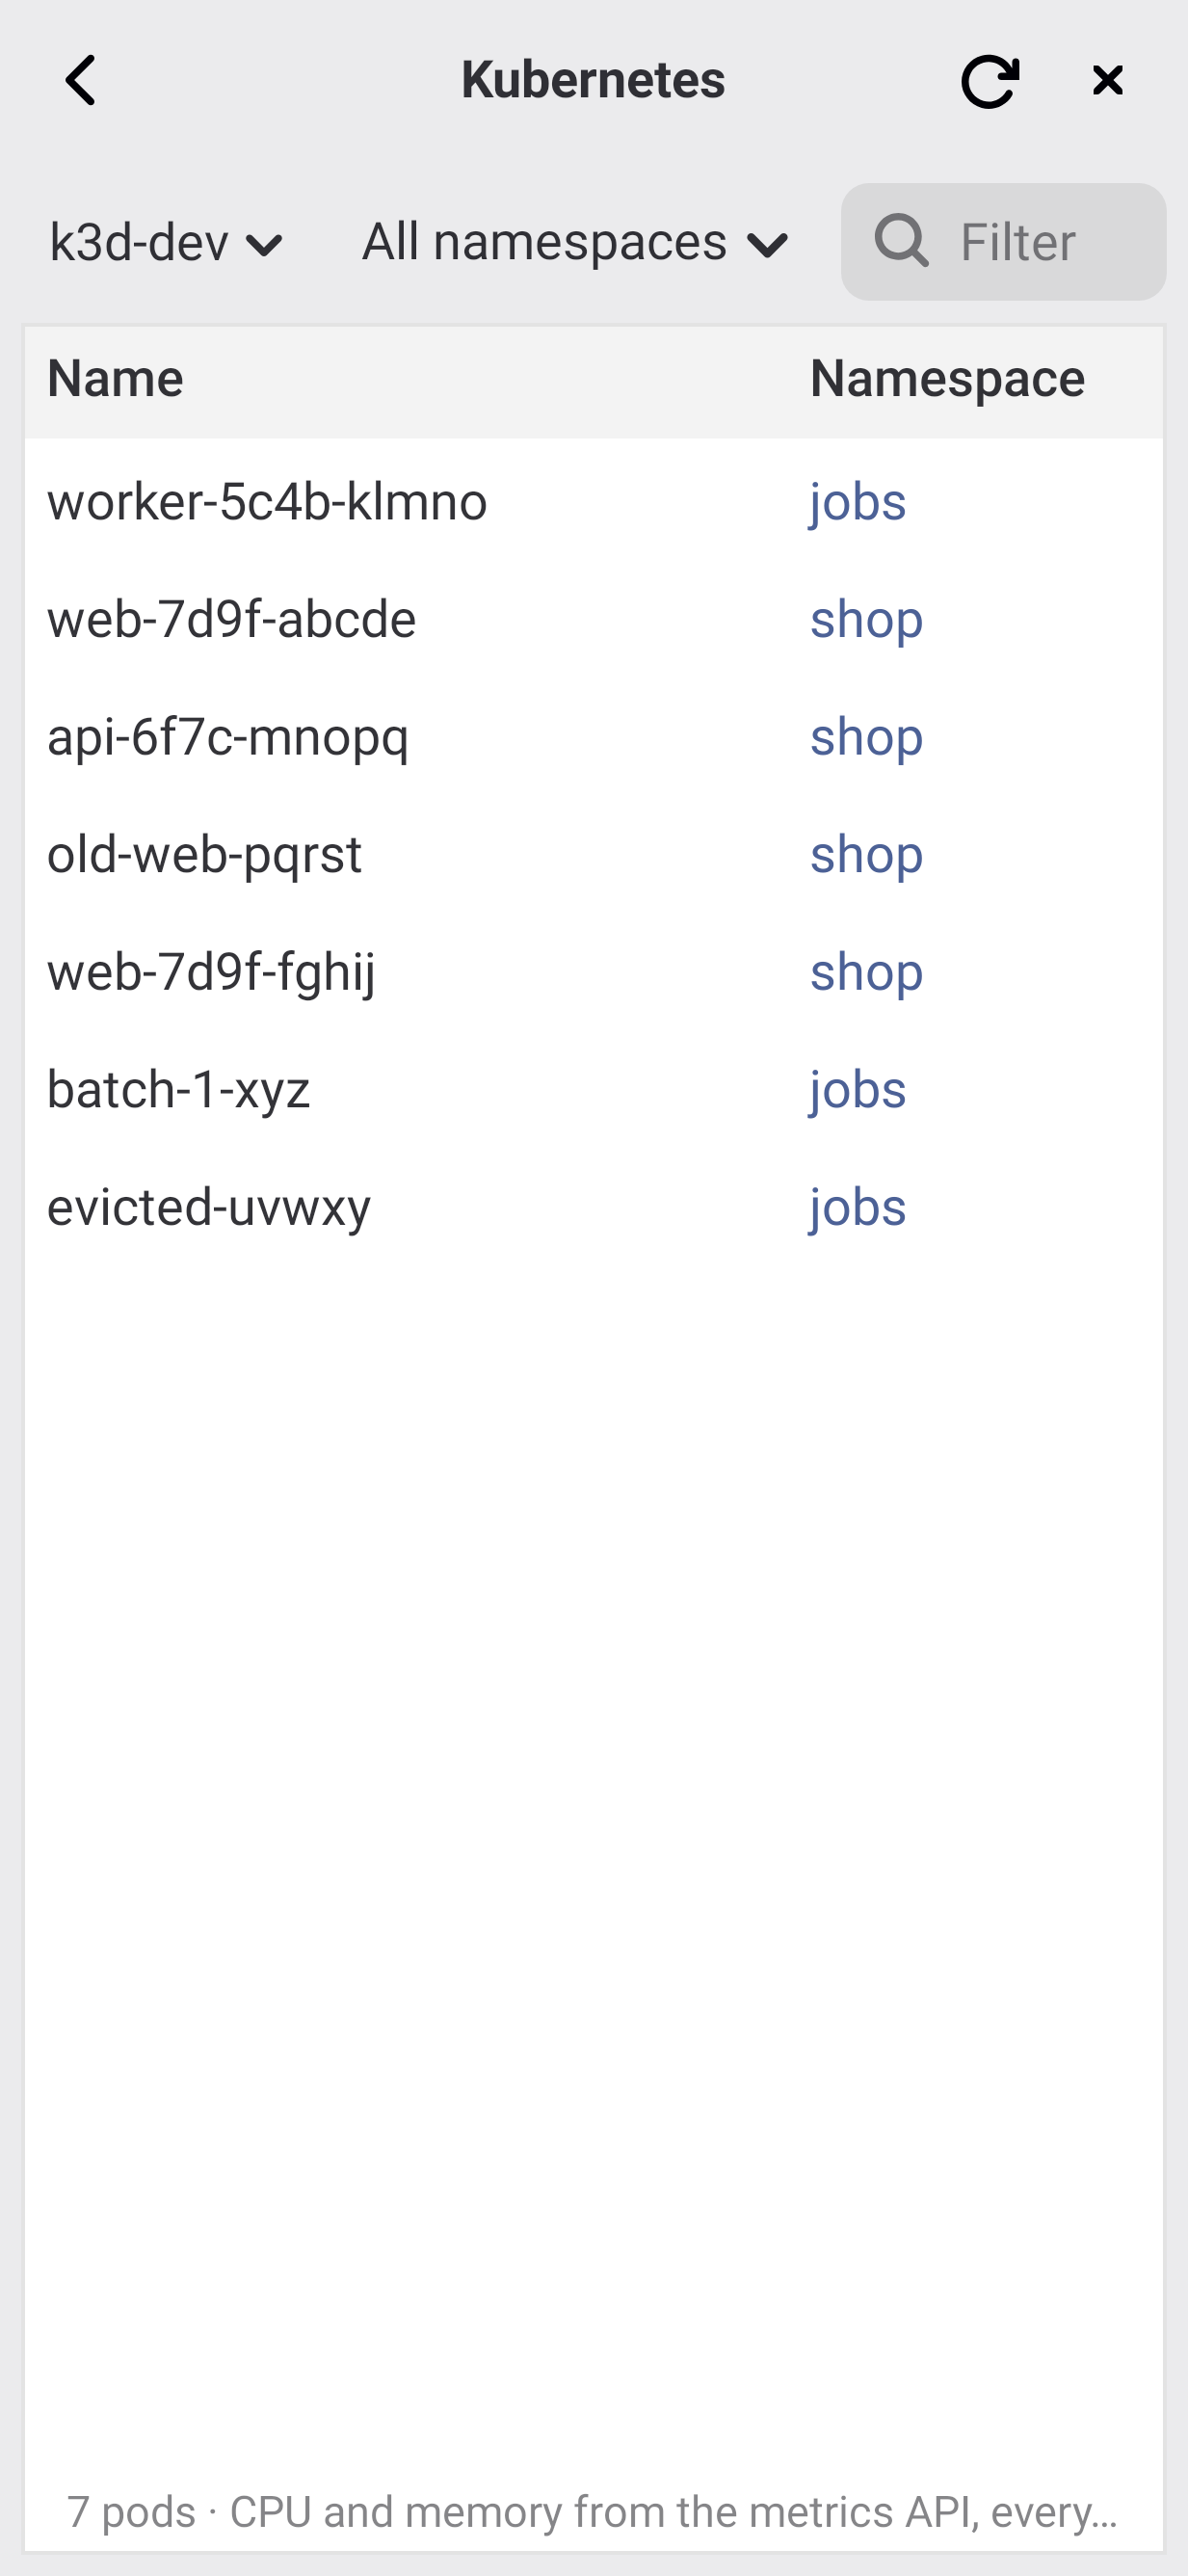 Kubernetes
k3d-dev All namespaces Filter
Name Namespace
worker-5c4b-klmno jobs
web-7d9f-abcde shop
api-6f7c-mnopq shop
old-web-pqrst shop
web-7d9f-fghij shop
batch-1-xyz jobs
evicted-uvwxy jobs
7 pods · CPU and memory from the metrics API, every…